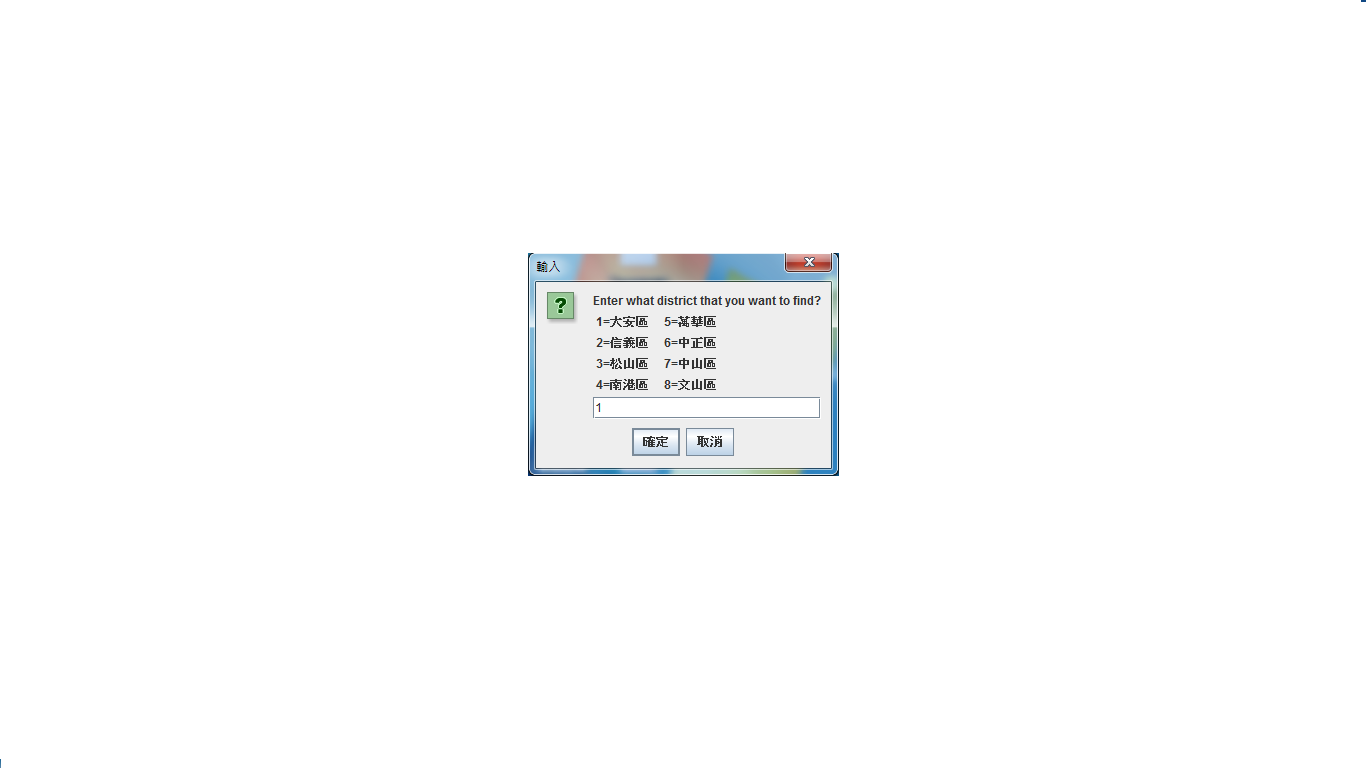 輸入
Enter what district that you want to find?
1=大安區 5=萬華區
2=信義區 6=中正區
3=松山區 7=中山區
4=南港區 8=文山區
1
確定 取消